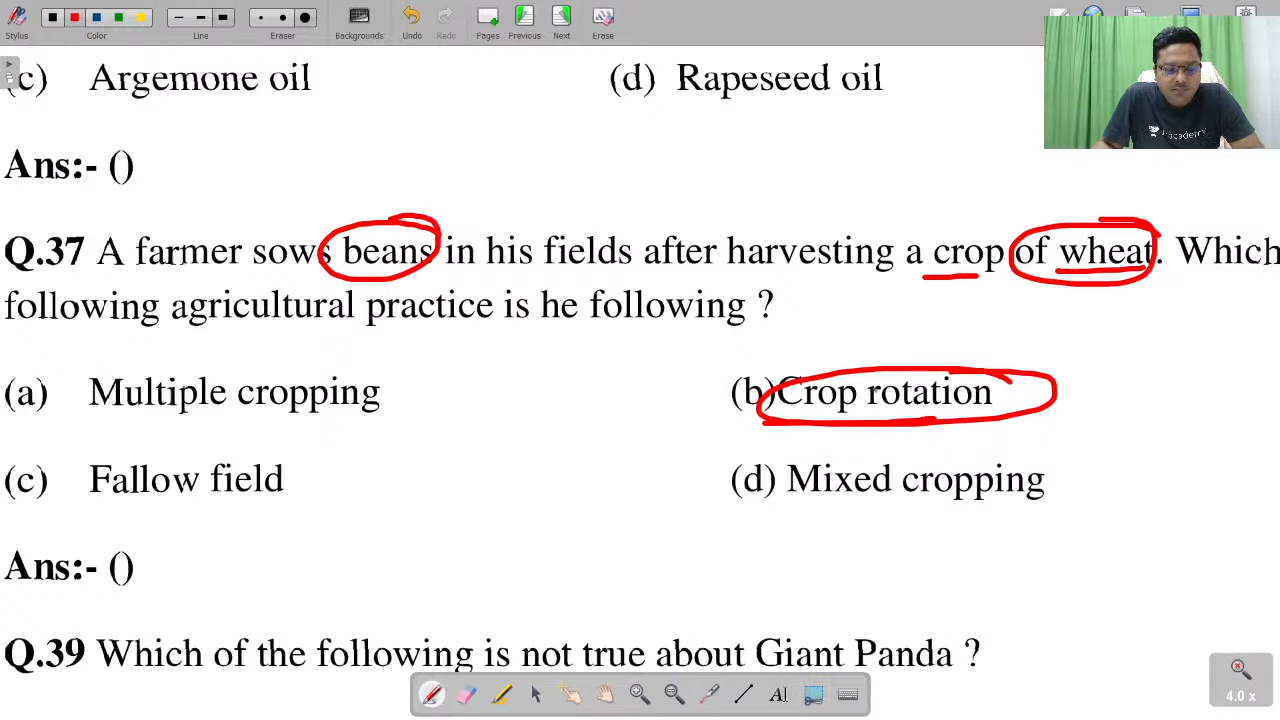 Stylus Color Line Eraser Backgrounds Undo Redo Pages Previous Next Erase
(c) Argemone oil (d) Rapeseed oil
Ans:- ()
Q.37 A farmer sows beans in his fields after harvesting a crop of wheat. Which
following agricultural practice is he following ?
(a) Multiple cropping (b)Crop rotation
(c) Fallow field (d) Mixed cropping
Ans:- ()
Q.39 Which of the following is not true about Giant Panda ?
4.0 x